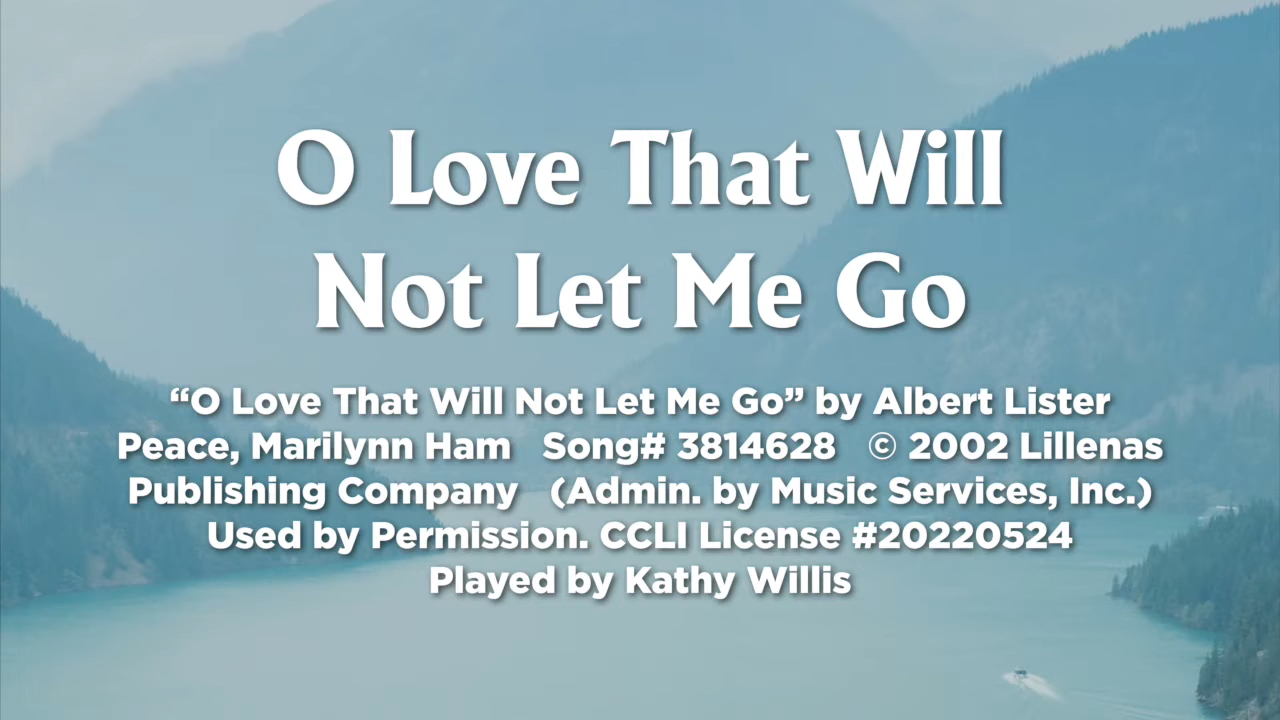 O Love That Will
Not Let Me Go
“O Love That Will Not Let Me Go” by Albert Lister
Peace, Marilynn Ham Song# 3814628 © 2002 Lillenas
Publishing Company (Admin. by Music Services, Inc.)
Used by Permission. CCLI License #20220524
Played by Kathy Willis